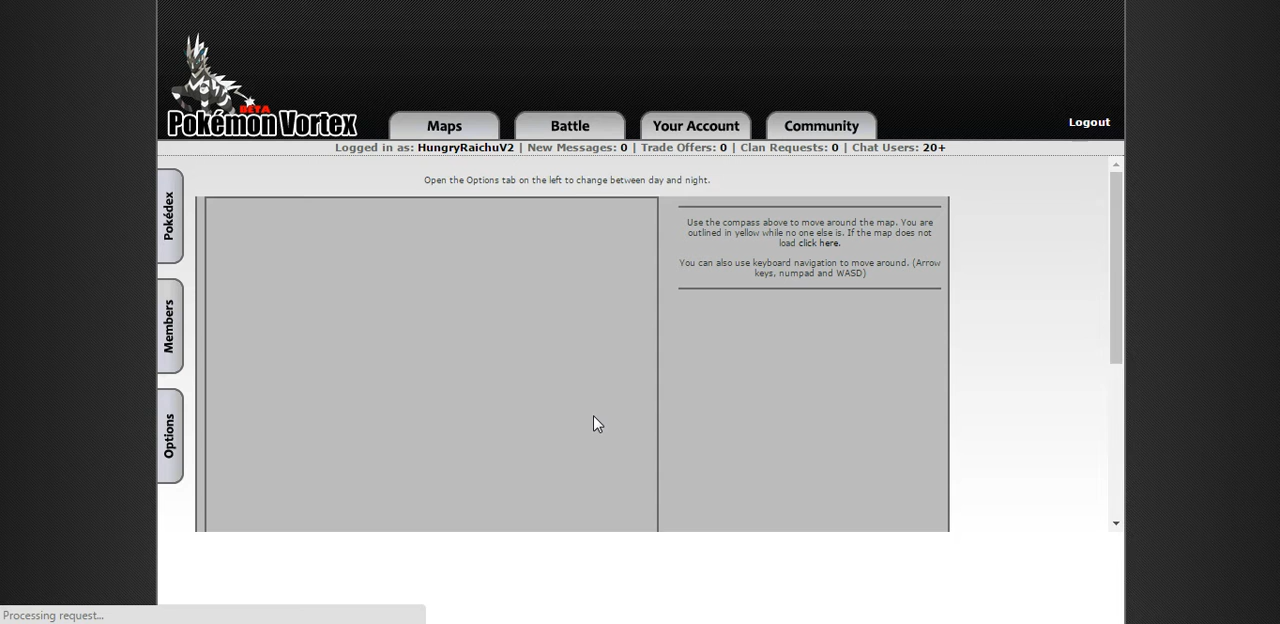 BETA
Pokémon Vortex
Maps
Battle
Your Account
Community
Logout
Logged in as: HungryRaichuV2 | New Messages: 0 | Trade Offers: 0 | Clan Requests: 0 | Chat Users: 20+
Open the Options tab on the left to change between day and night.
Pokédex
Members
Options
Use the compass above to move around the map. You are
outlined in yellow while no one else is. If the map does not
load click here.
You can also use keyboard navigation to move around. (Arrow
keys, numpad and WASD)
Processing request...